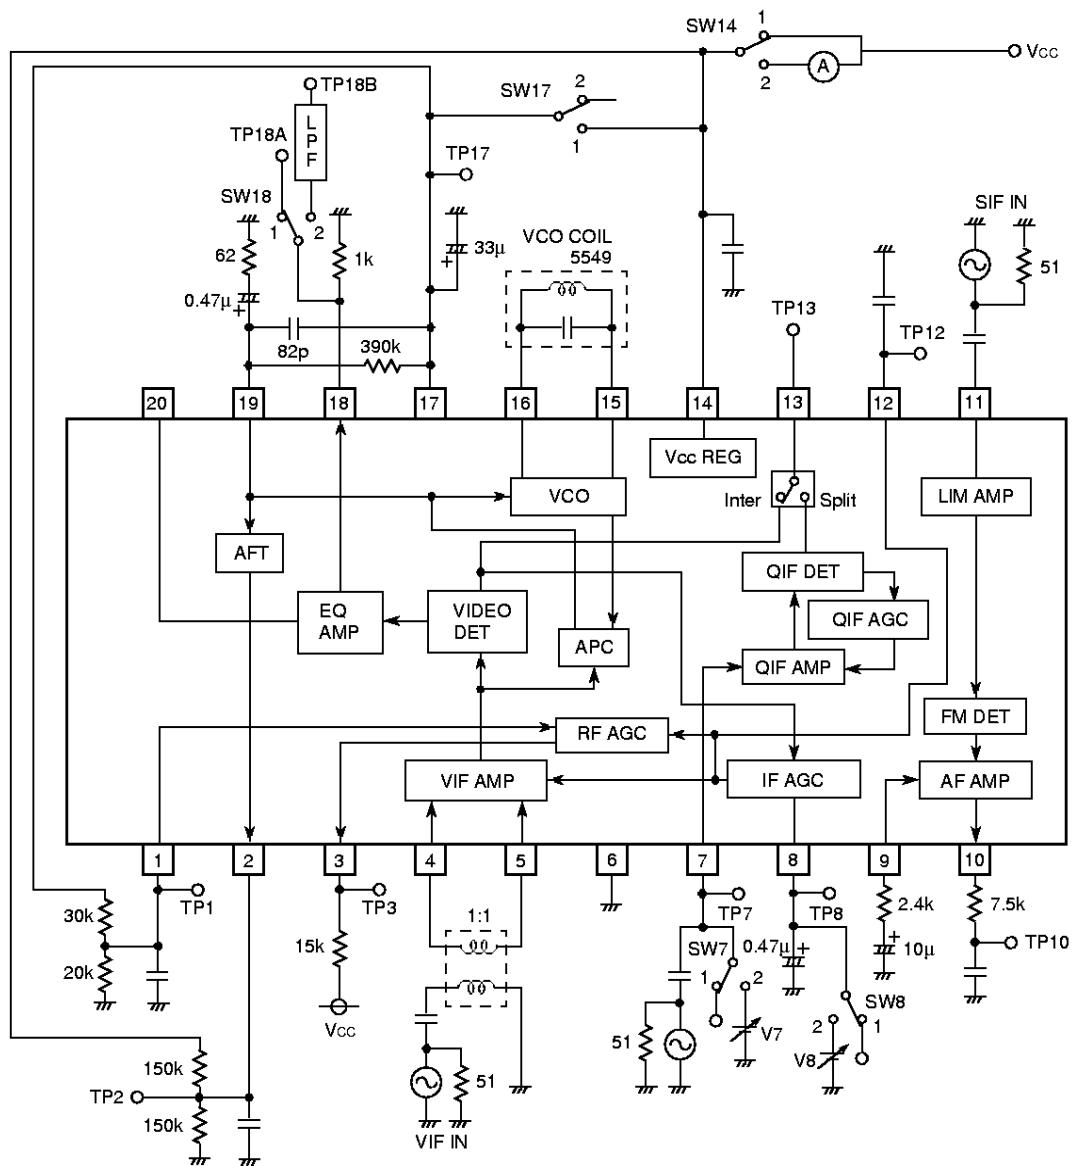 SW14
1
2
A
VCC
TP18B
LPF
TP18A
SW18
1
2
SW17
2
1
TP17
62
1k
33µ
+
0.47µ
+
82p
390k
VCO COIL
5549
SIF IN
51
TP13
TP12
20
19
18
17
16
15
14
13
12
11
Vcc REG
VCO
Inter
Split
LIM AMP
AFT
QIF DET
EQ
AMP
VIDEO
DET
APC
QIF AGC
QIF AMP
RF AGC
FM DET
VIF AMP
IF AGC
AF AMP
1
2
3
4
5
6
7
8
9
10
30k
20k
TP1
TP3
15k
VCC
1:1
51
VIF IN
TP7
SW7
1
2
51
V7
TP8
0.47µ
+
SW8
2
1
V8
2.4k
+
10µ
7.5k
TP10
150k
TP2
150k